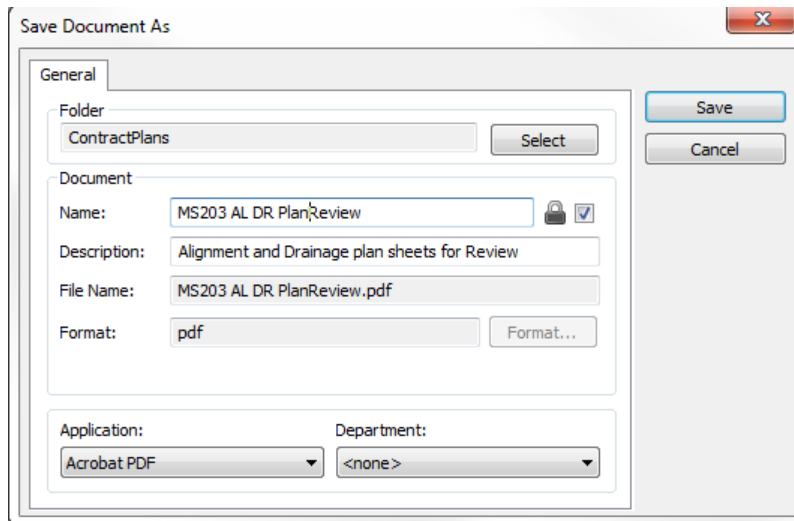 Save Document As
General
Folder
ContractPlans
Select
Save
Cancel
Document
Name:
MS203 AL DR PlanReview
Description:
Alignment and Drainage plan sheets for Review
File Name:
MS203 AL DR PlanReview.pdf
Format:
pdf
Format...
Application:
Department:
Acrobat PDF
<none>